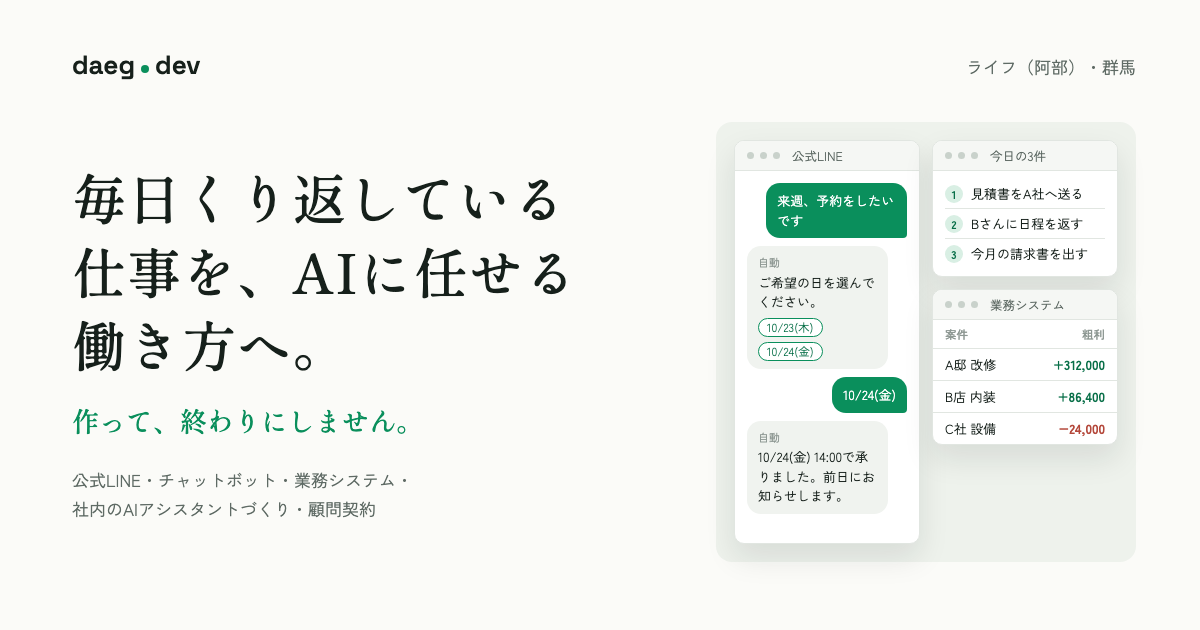 daeg.dev
ライフ（阿部）・群馬
毎日くり返している
仕事を、AIに任せる
働き方へ。
作って、終わりにしません。
公式LINE・チャットボット・業務システム・
社内のAIアシスタントづくり・顧問契約
公式LINE
来週、予約をしたい
です
自動
ご希望の日を選んで
ください。
10/23(木)
10/24(金)
10/24(金)
自動
10/24(金) 14:00で承
りました。前日にお
知らせします。
今日の3件
1 見積書をA社へ送る
2 Bさんに日程を返す
3 今月の請求書を出す
業務システム
案件 粗利
A邸 改修 +312,000
B店 内装 +86,400
C社 設備 −24,000